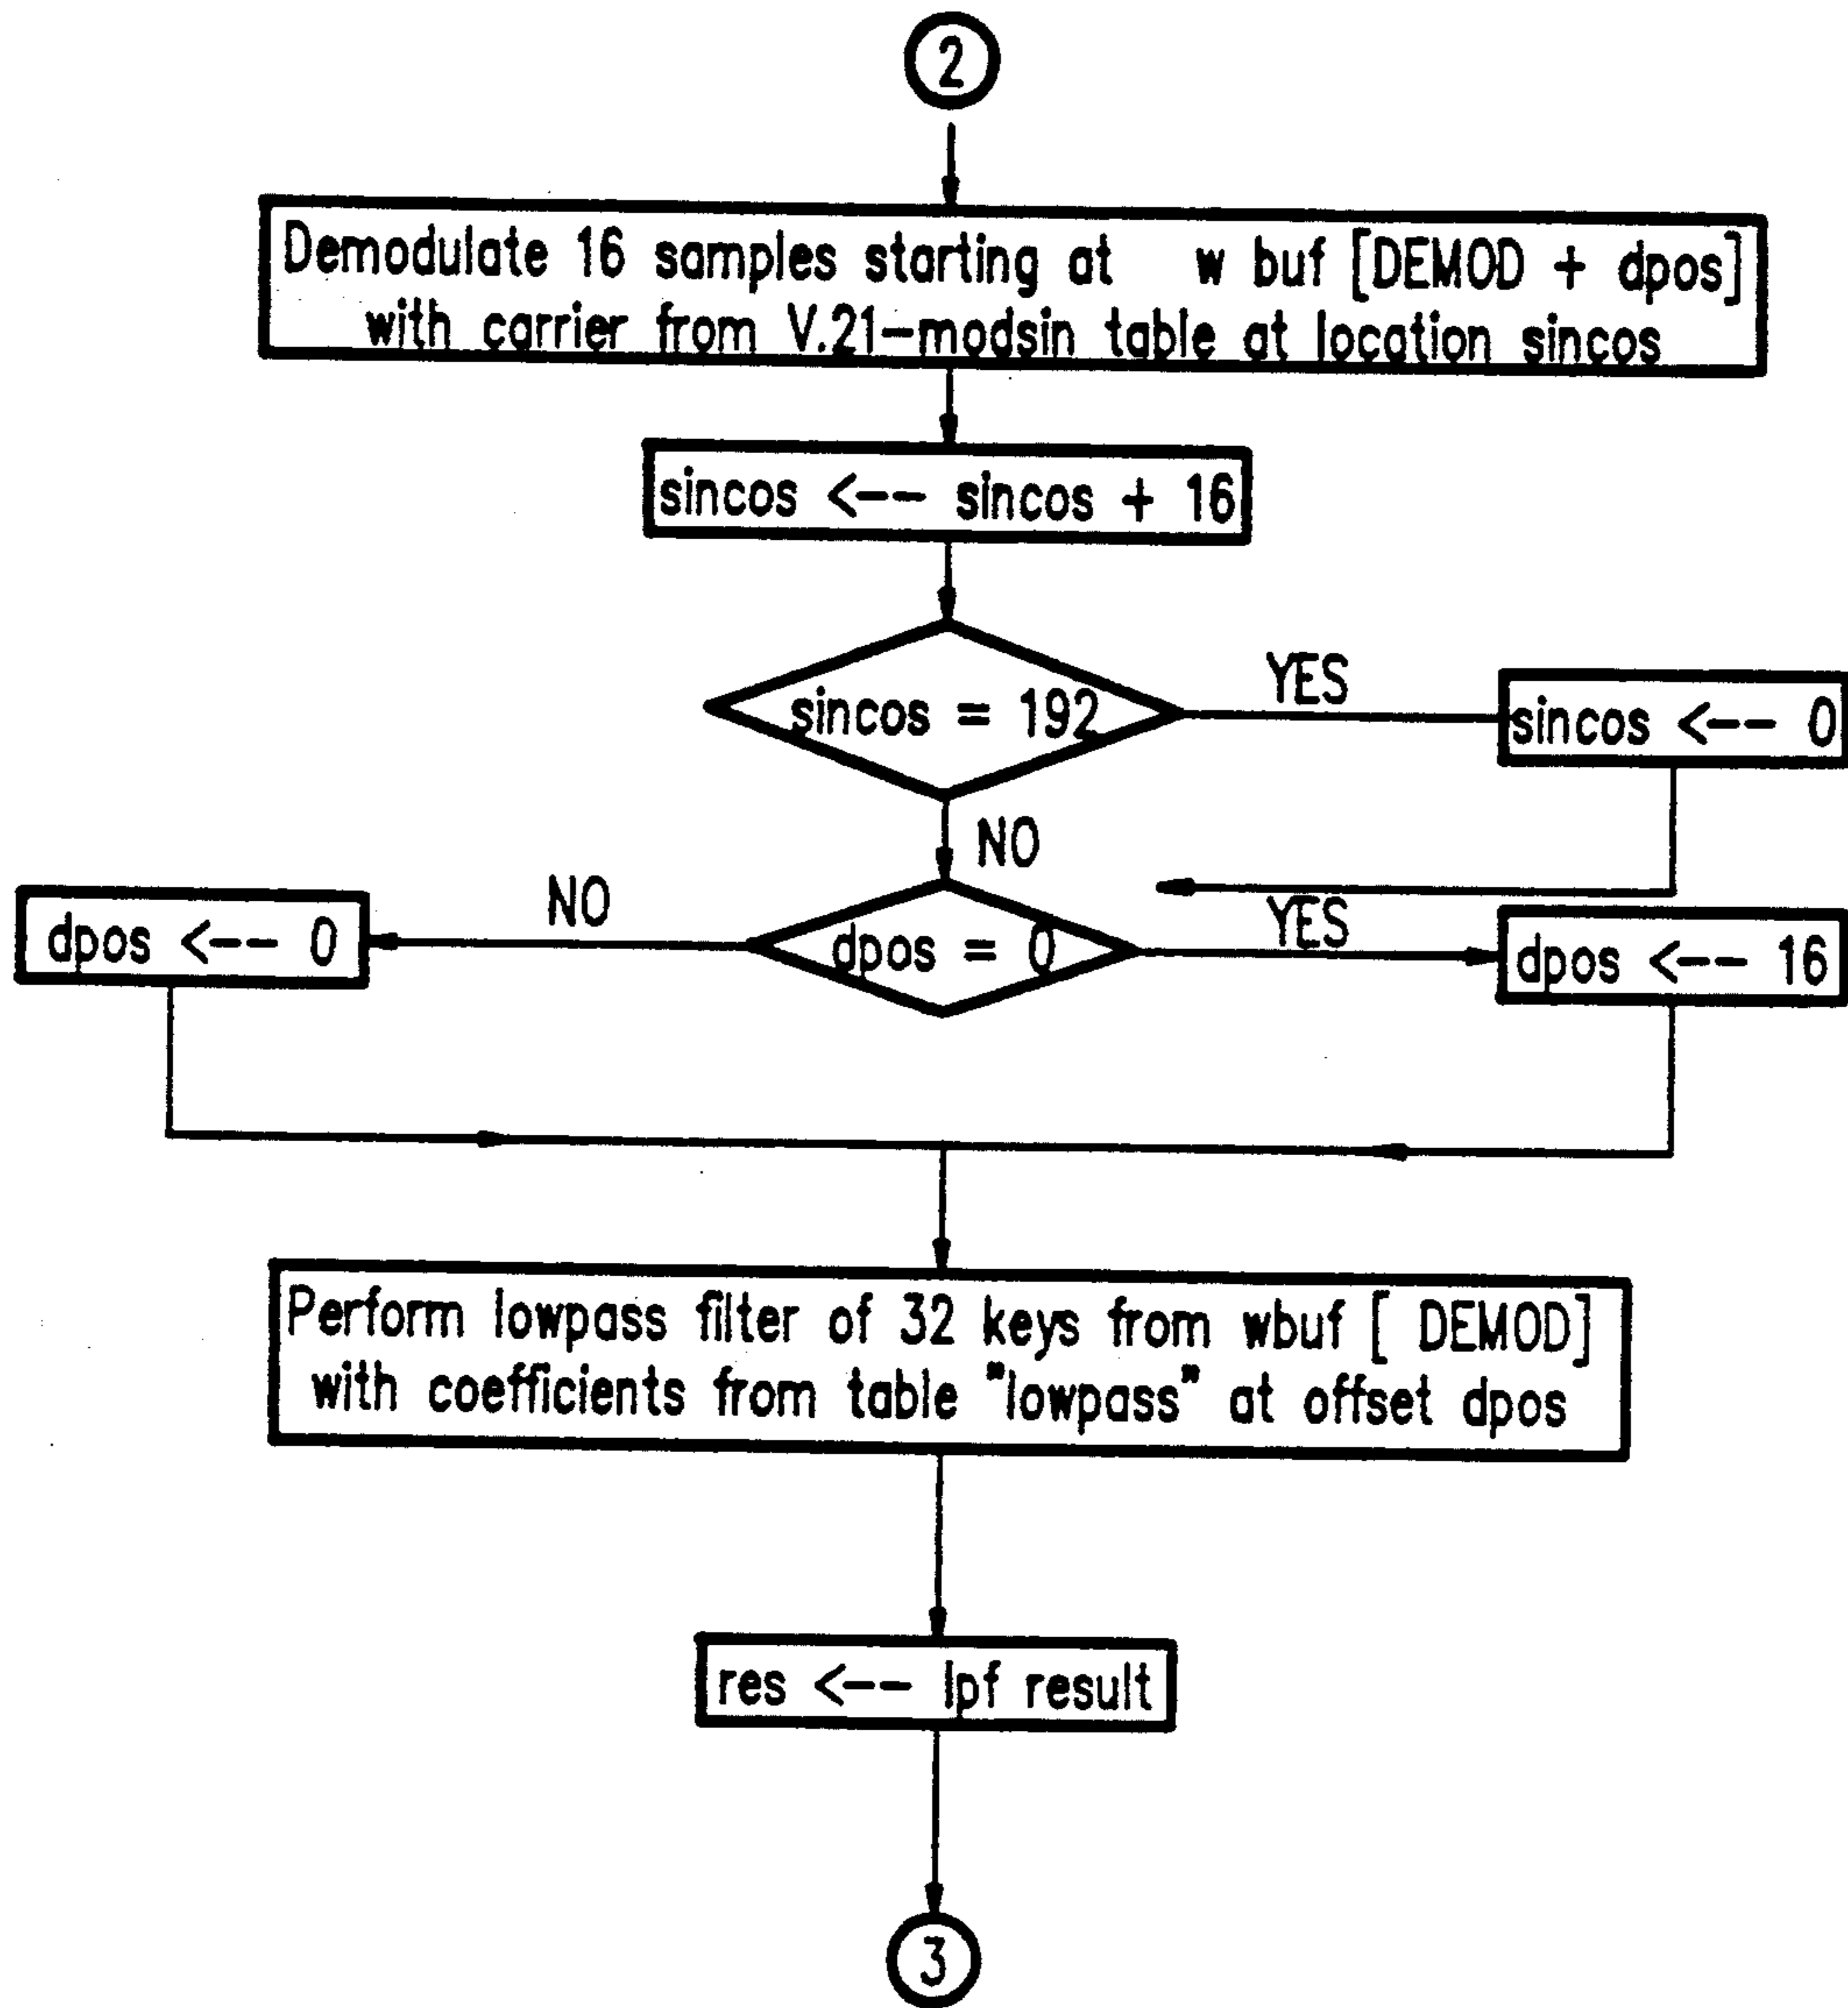 2
Demodulate 16 samples starting at w buf [DEMOD + dpos]
with carrier from V.21-modsin table at location sincos
sincos <-- sincos + 16
sincos = 192
YES
sincos <-- 0
NO
dpos <-- 0
NO
dpos = 0
YES
dpos <-- 16
Perform lowpass filter of 32 keys from wbuf [ DEMOD]
with coefficients from table "lowpass" at offset dpos
res <-- lpf result
3